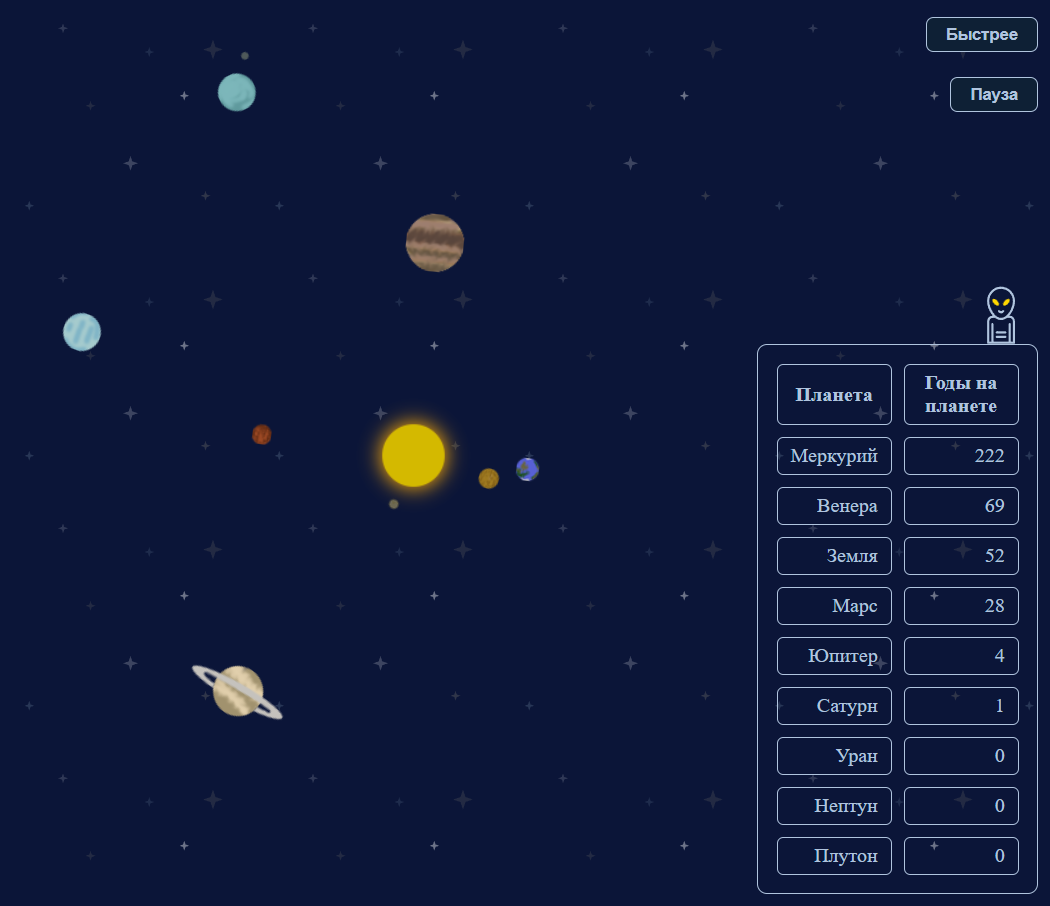 Быстрее
Пауза
Планета
Годы на
планете
Меркурий 222
Венера 69
Земля 52
Марс 28
Юпитер 4
Сатурн 1
Уран 0
Нептун 0
Плутон 0